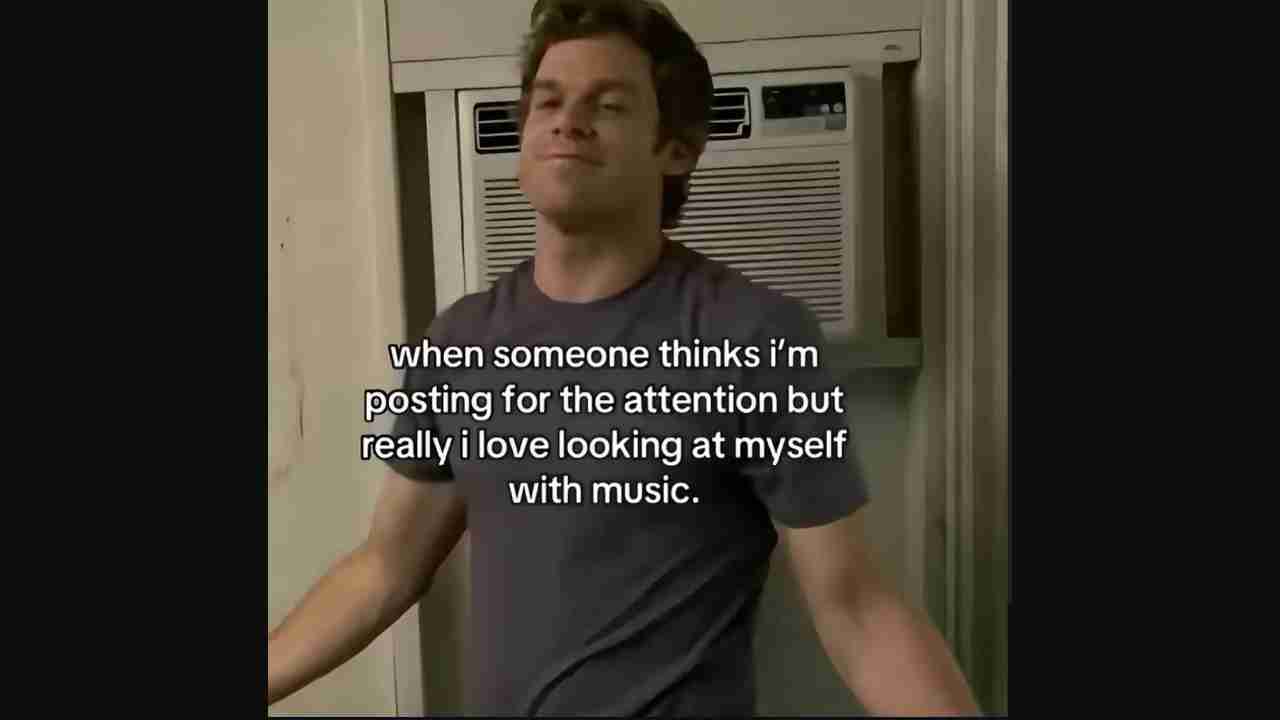 when someone thinks i'm
posting for the attention but
really i love looking at myself
with music.